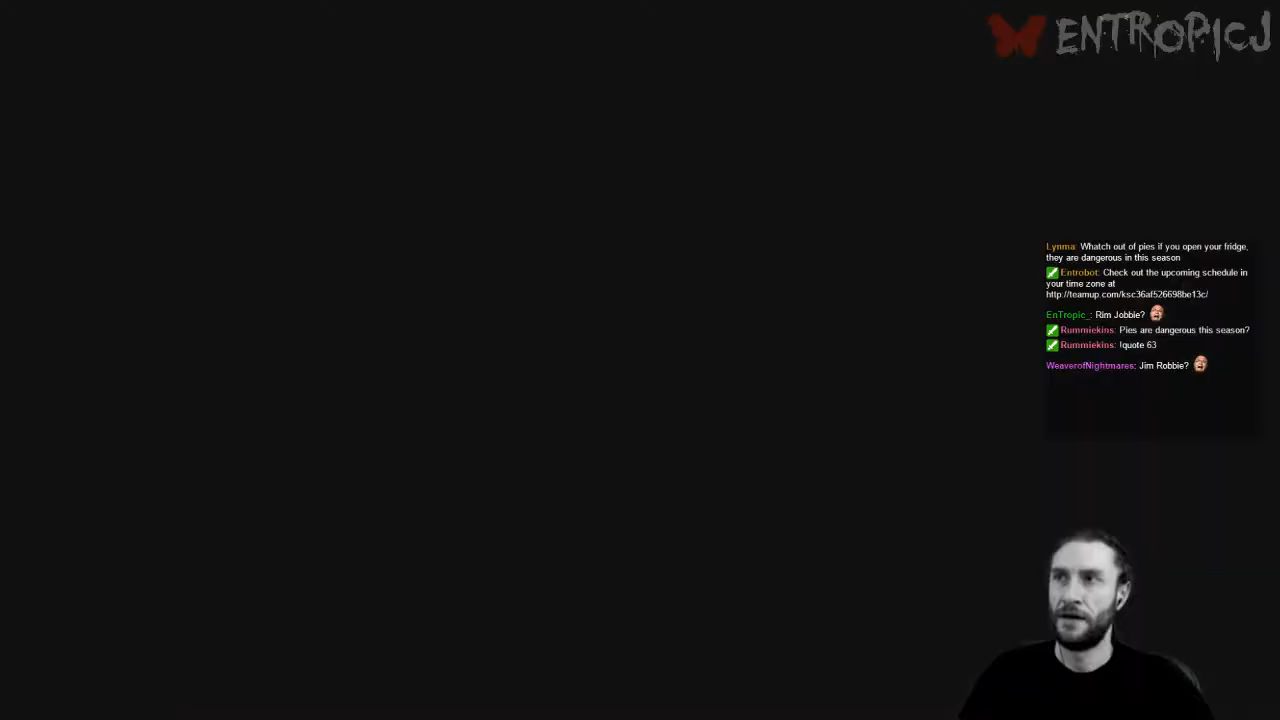 ENTROPICJ
Lynma: Whatch out of pies if you open your fridge,
they are dangerous in this season
Entrobot: Check out the upcoming schedule in
your time zone at
http://teamup.com/ksc36af526698be13c/
EnTropic_: Rim Jobbie?
Rummiekins: Pies are dangerous this season?
Rummiekins: !quote 63
WeaverofNightmares: Jim Robbie?